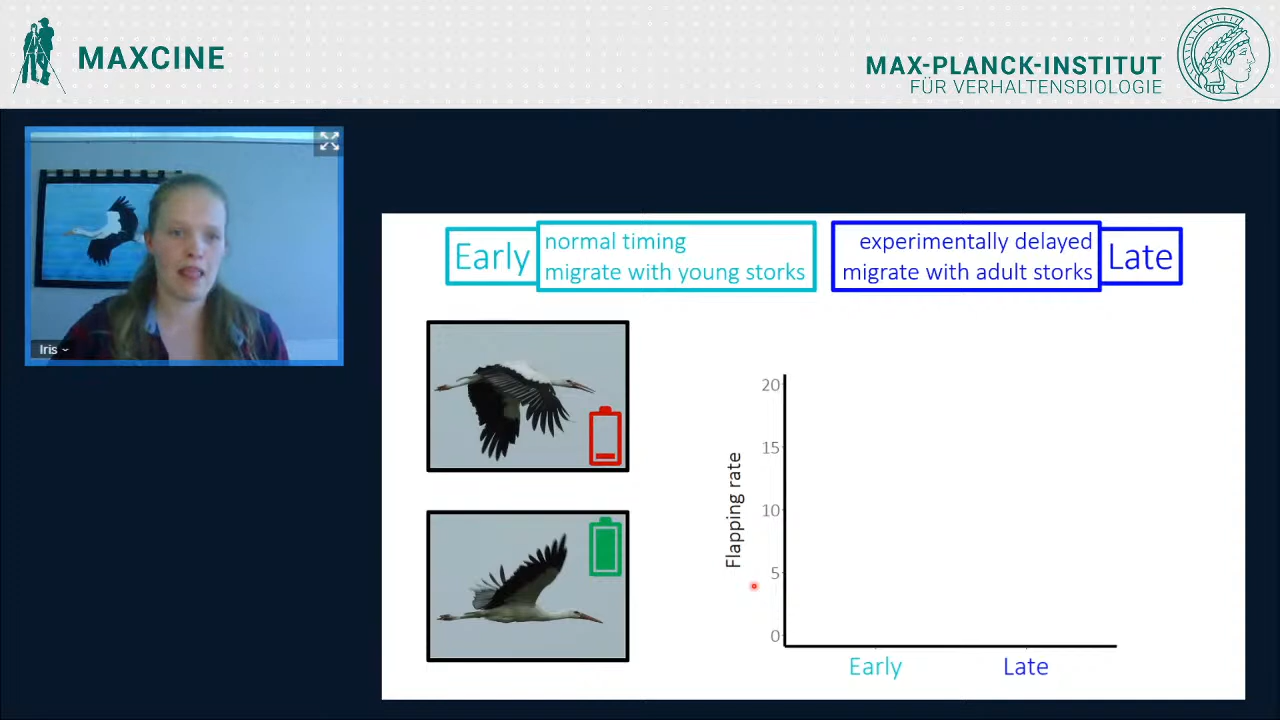 MAXCINE
MAX-PLANCK-INSTITUT
FÜR VERHALTENSBIOLOGIE
Iris
Early
normal timing
migrate with young storks
experimentally delayed
migrate with adult storks
Late
20
15
10
5
0
Flapping rate
Early
Late